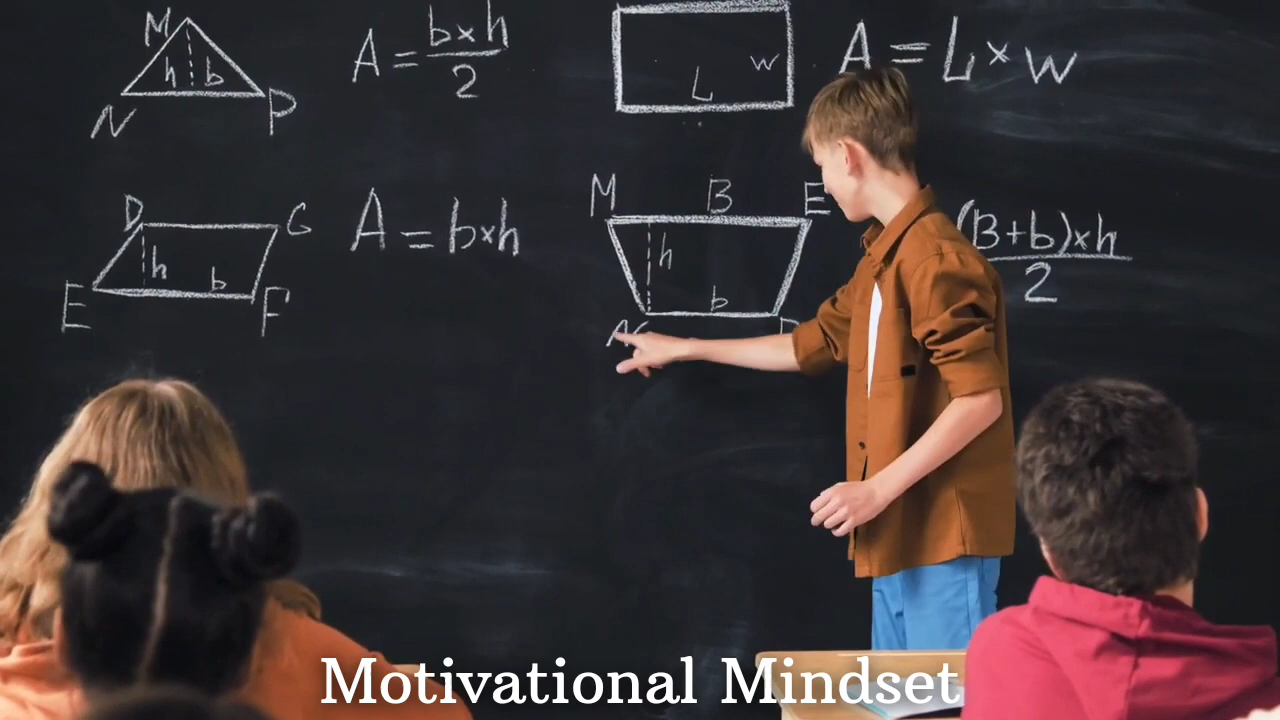 M
h b
N P
A = b×h
2
W
L
A = L×W
D G
h b
E F
A = b×h
M B E
h
b
(B+b)×h
2
Motivational Mindset